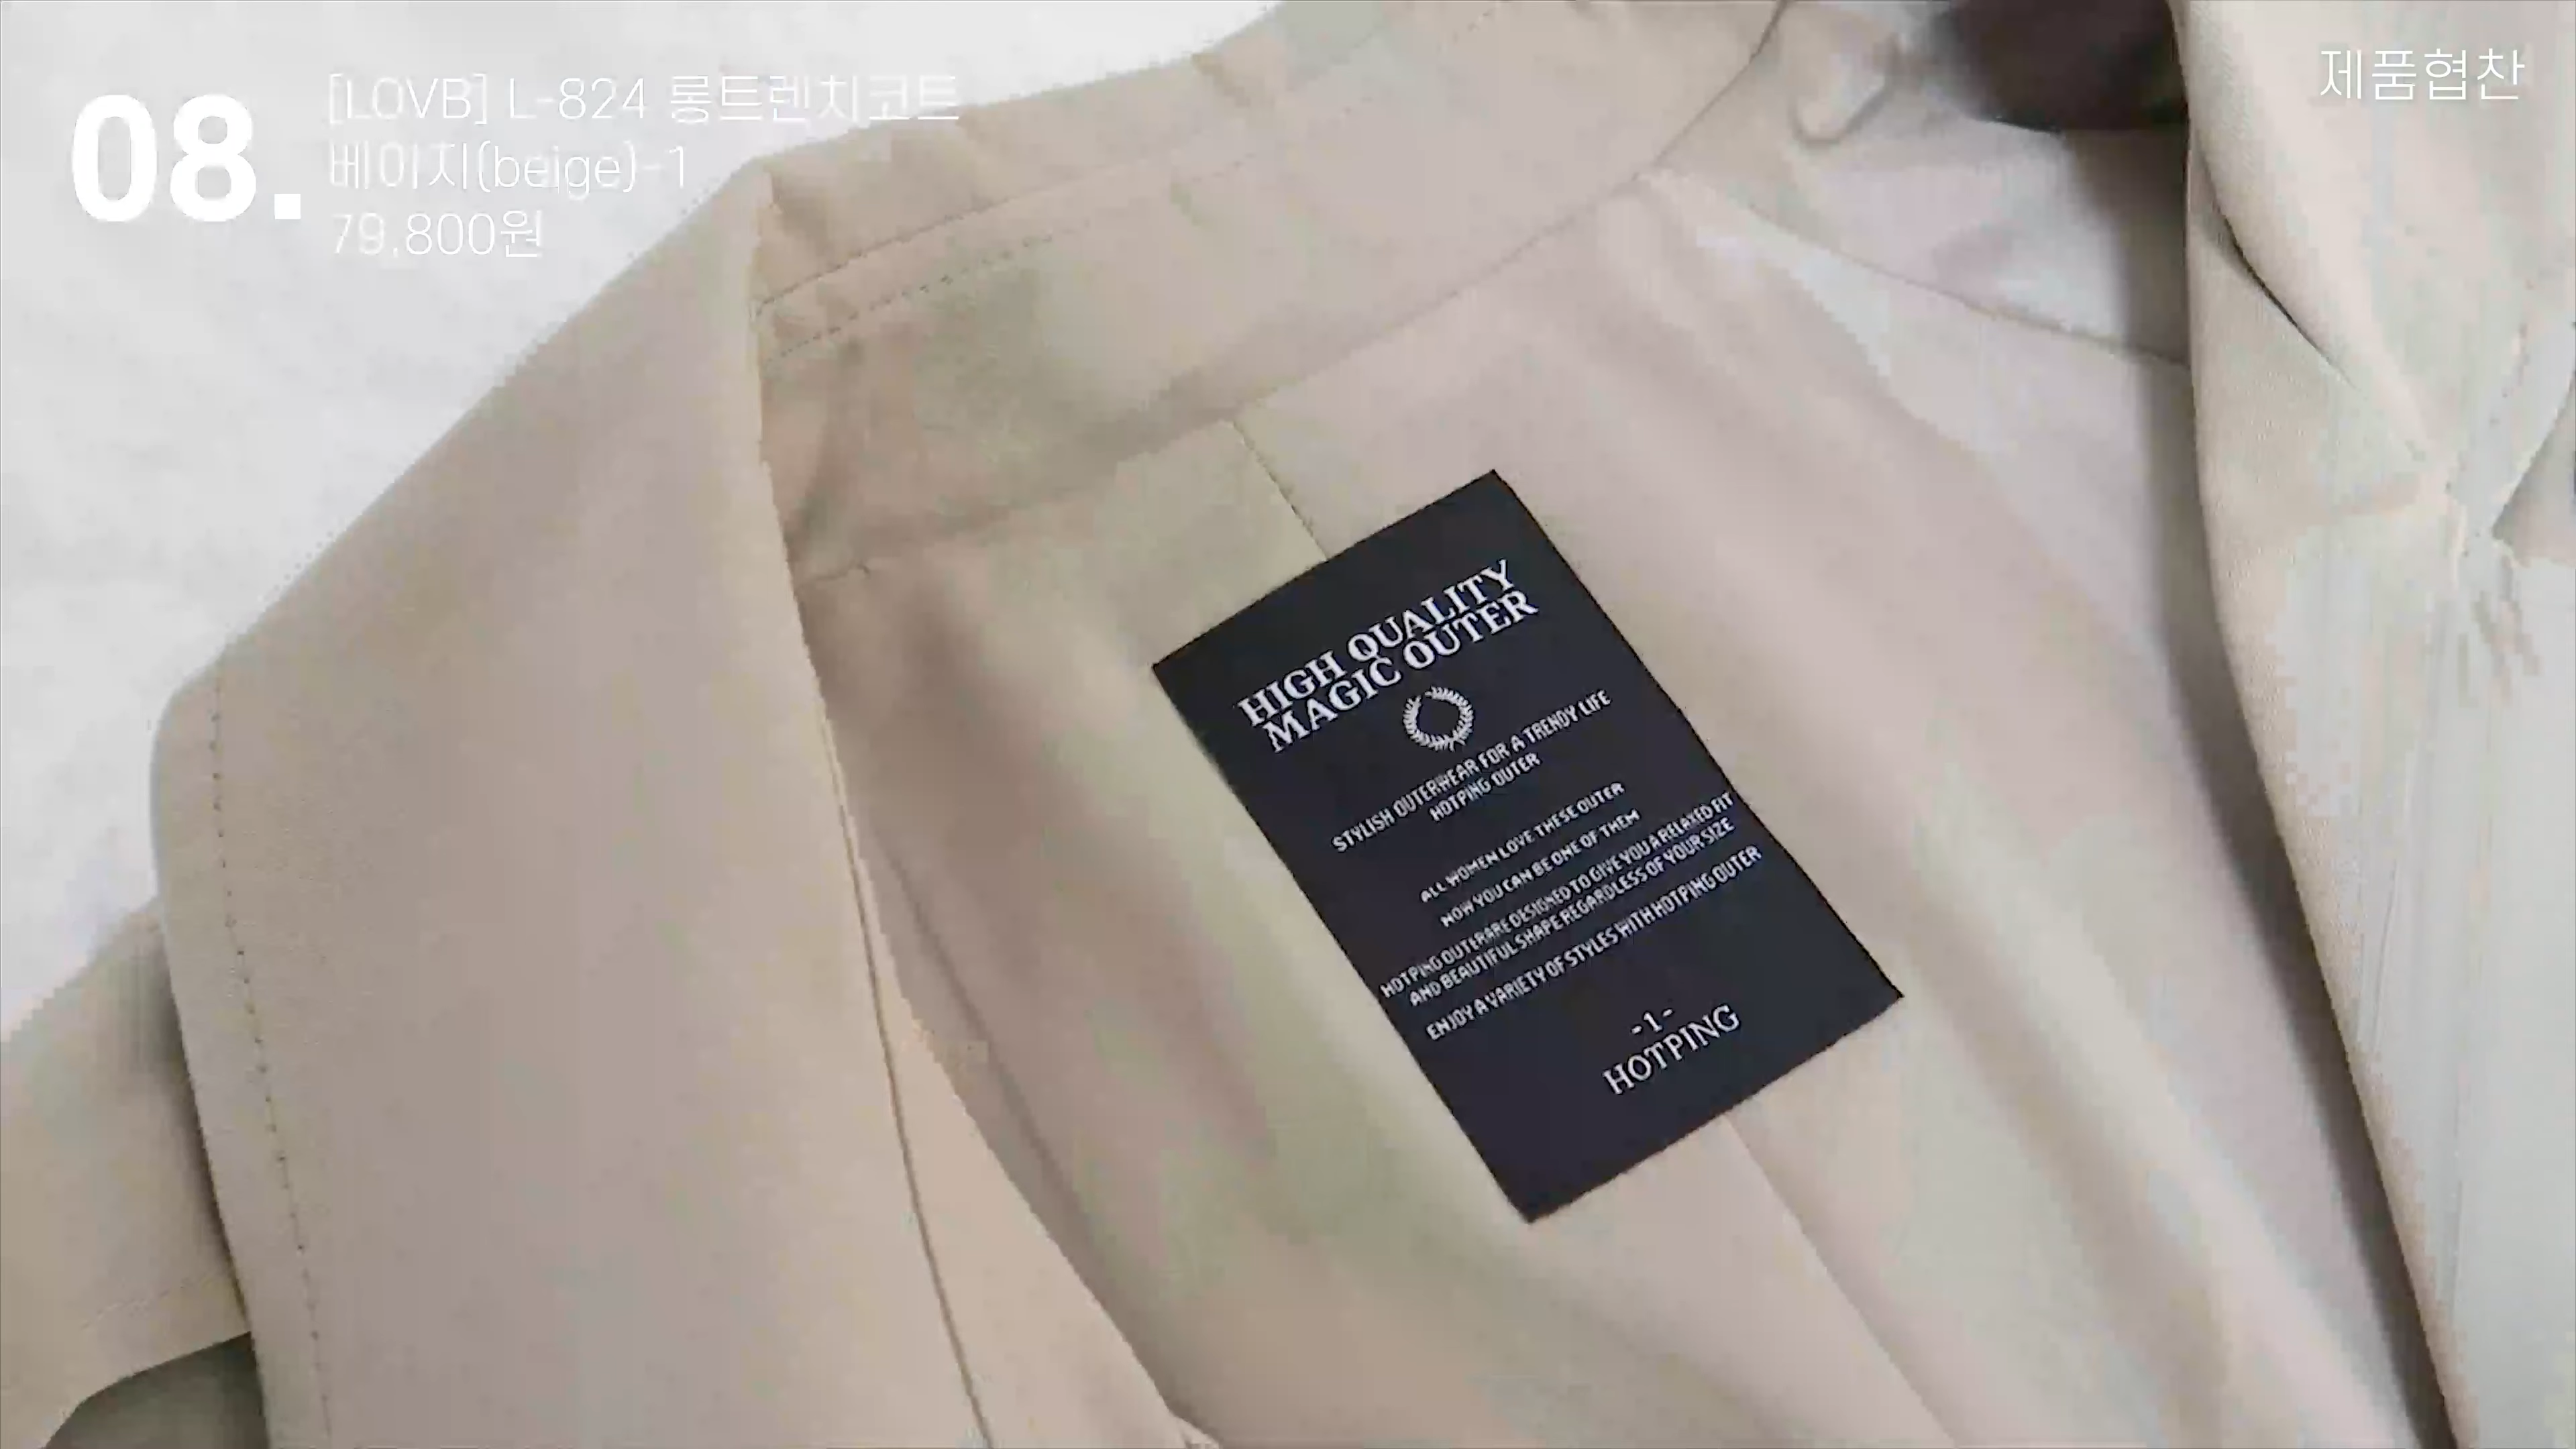 08.
[LOVB] L-824 롱트렌치코트
베이지(beige)-1
79,800원
제품협찬
HIGH QUALITY
MAGIC OUTER
STYLISH OUTERWEAR FOR A TRENDY LIFE
HOTPING OUTER
ALL WOMEN LOVE THESE OUTER
NOW YOU CAN BE ONE OF THEM
HOTPING OUTERARE DESIGNED TO GIVE YOU A RELAXED FIT
AND BEAUTIFUL SHAPE REGARDLESS OF YOUR SIZE
ENJOY A VARIETY OF STYLES WITH HOTPING OUTER
-1-
HOTPING